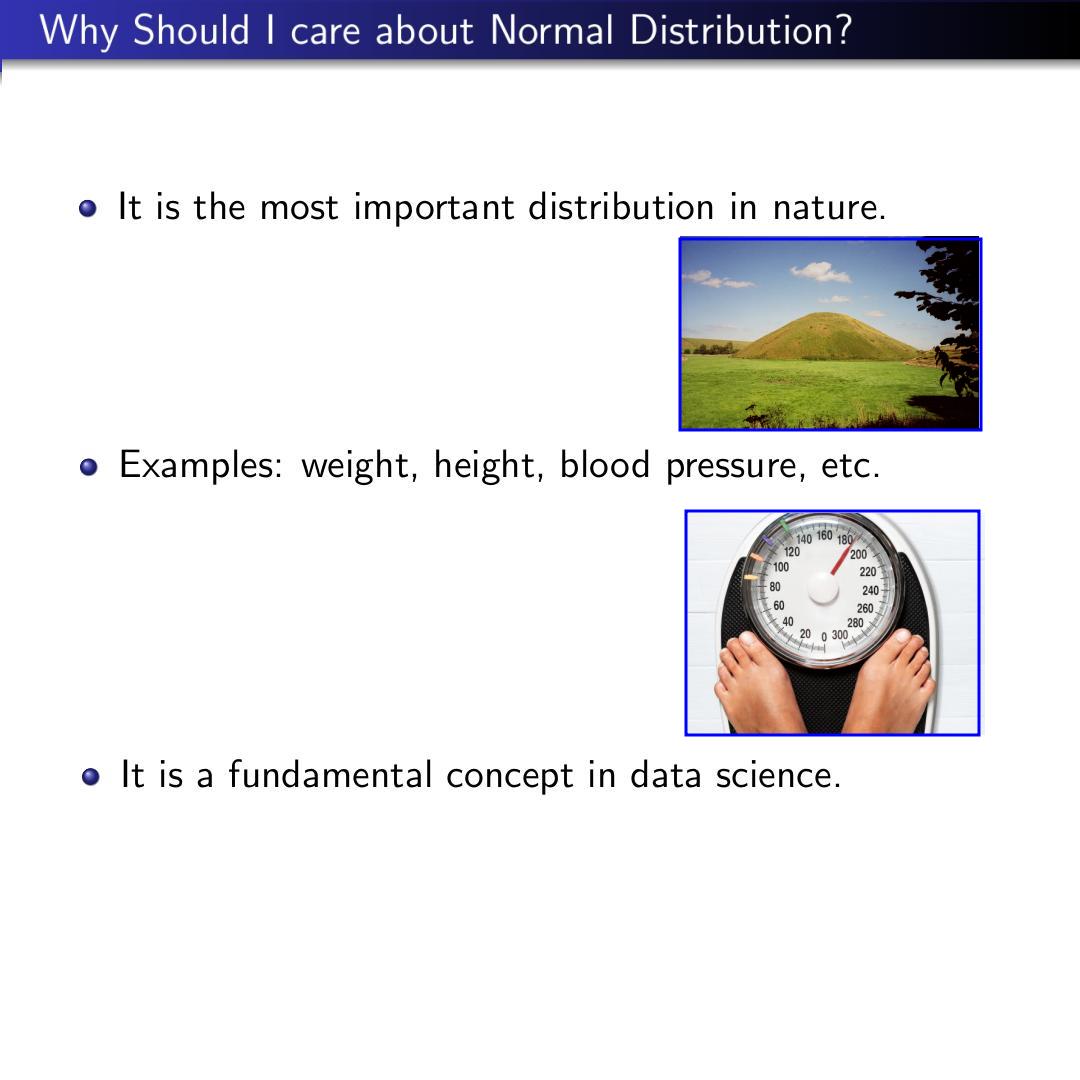 Why Should I care about Normal Distribution?
It is the most important distribution in nature.
Examples: weight, height, blood pressure, etc.
0 20 40 60 80 100 120 140 160 180 200 220 240 260 280 300
It is a fundamental concept in data science.